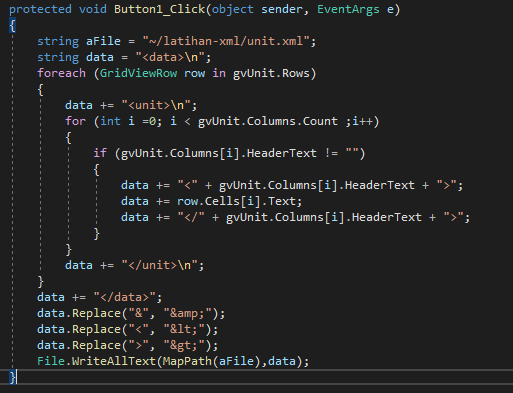 protected void Button1_Click(object sender, EventArgs e)
{
string aFile = "~/latihan-xml/unit.xml";
string data = "<data>\n";
foreach (GridViewRow row in gvUnit.Rows)
{
data += "<unit>\n";
for (int i =0; i < gvUnit.Columns.Count ;i++)
{
if (gvUnit.Columns[i].HeaderText != "")
{
data += "<" + gvUnit.Columns[i].HeaderText + ">";
data += row.Cells[i].Text;
data += "</" + gvUnit.Columns[i].HeaderText + ">";
}
}
data += "</unit>\n";
}
data += "</data>";
data.Replace("&", "&amp;");
data.Replace("<", "&lt;");
data.Replace(">", "&gt;");
File.WriteAllText(MapPath(aFile),data);
}